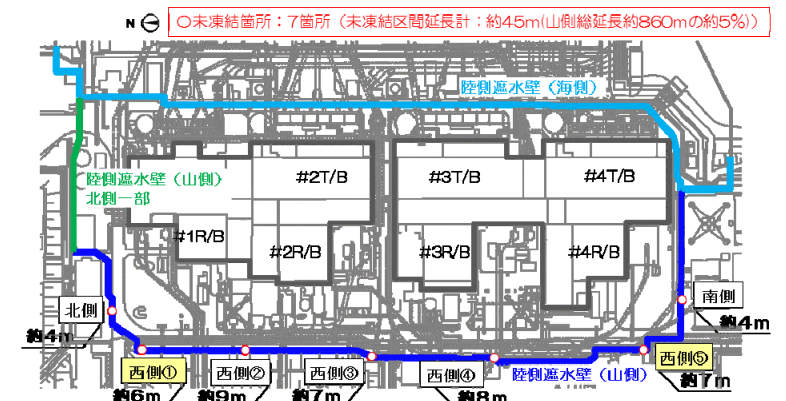 N
○未凍結箇所：7箇所（未凍結区間延長計：約45m(山側総延長約860mの約5%)）
陸側遮水壁（海側）
陸側遮水壁（山側）
北側一部
#2T/B
#3T/B
#4T/B
#1R/B
#2R/B
#3R/B
#4R/B
北側
約4m
南側
約4m
西側①
約6m
西側②
約9m
西側③
約7m
西側④
約8m
陸側遮水壁（山側）
西側⑤
約7m